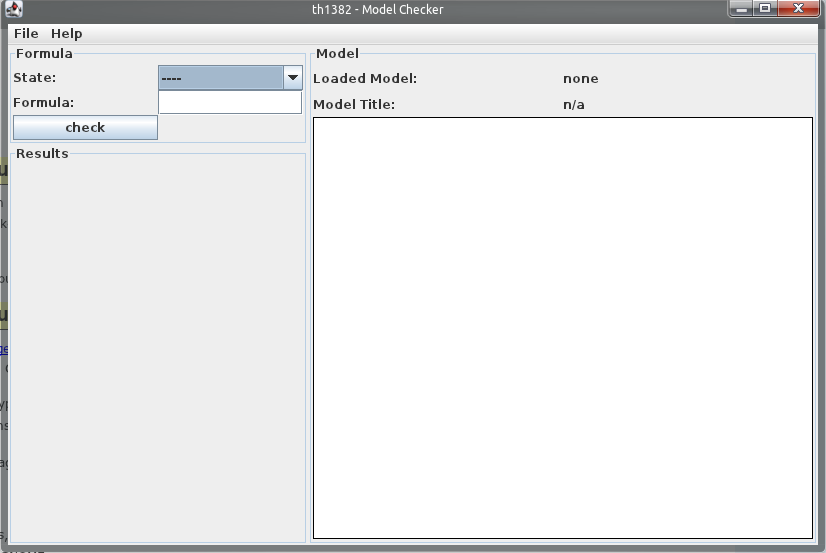 th1382 - Model Checker
File Help
Formula
State: ----
Formula:
check
Results
Model
Loaded Model: none
Model Title: n/a